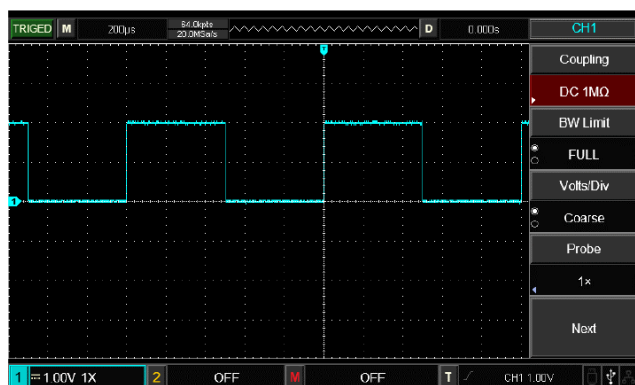 TRIGED M 200μs 64.0kpts D 0.000s CH1
20.0MSa/s
T
Coupling
DC 1MΩ
BW Limit
FULL
Volts/Div
1
Coarse
Probe
1×
Next
1 1.00V 1X 2 OFF M OFF T CH1 1.00V